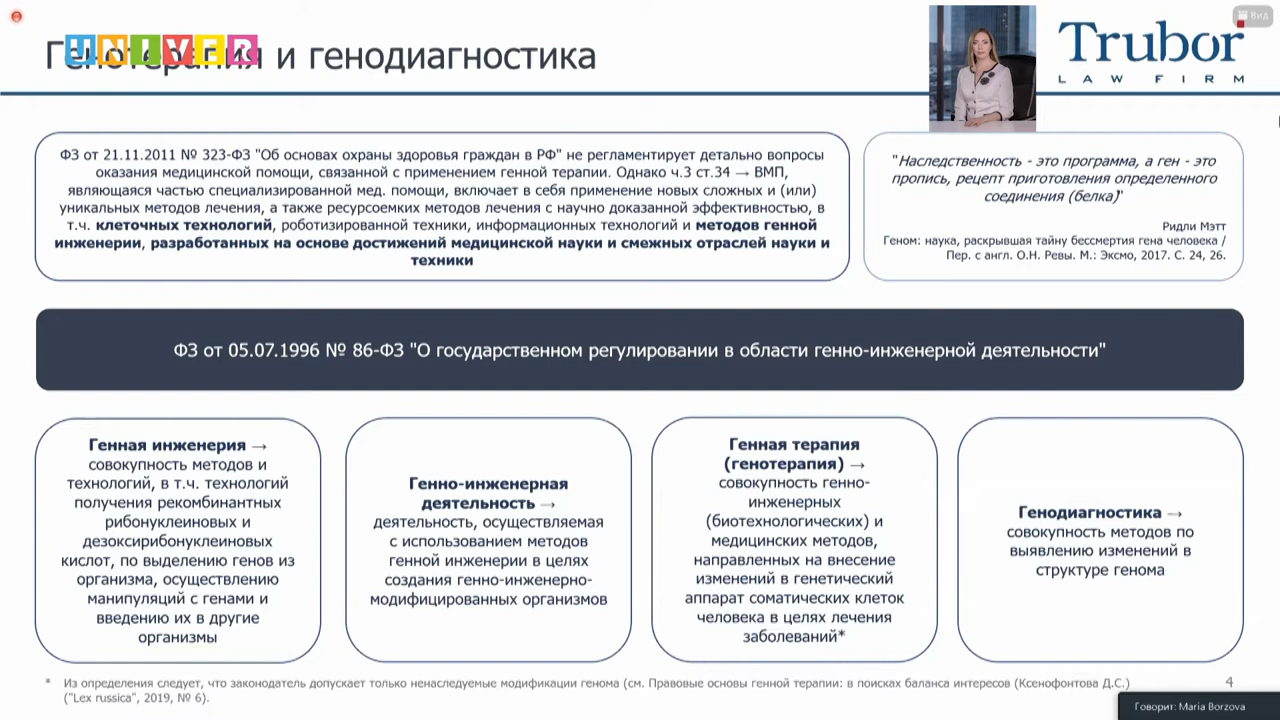 Вид
UNIVER
Генотерапия и генодиагностика
Trubor
LAW FIRM
ФЗ от 21.11.2011 № 323-ФЗ "Об основах охраны здоровья граждан в РФ" не регламентирует детально вопросы
оказания медицинской помощи, связанной с применением генной терапии. Однако ч.3 ст.34 → ВМП,
являющаяся частью специализированной мед. помощи, включает в себя применение новых сложных и (или)
уникальных методов лечения, а также ресурсоемких методов лечения с научно доказанной эффективностью, в
т.ч. клеточных технологий, роботизированной техники, информационных технологий и методов генной
инженерии, разработанных на основе достижений медицинской науки и смежных отраслей науки и
техники
"Наследственность - это программа, а ген - это
пропись, рецепт приготовления определенного
соединения (белка)"
Ридли Мэтт
Геном: наука, раскрывшая тайну бессмертия гена человека /
Пер. с англ. О.Н. Ревы. М.: Эксмо, 2017. С. 24, 26.
ФЗ от 05.07.1996 № 86-ФЗ "О государственном регулировании в области генно-инженерной деятельности"
Генная инженерия →
совокупность методов и
технологий, в т.ч. технологий
получения рекомбинантных
рибонуклеиновых и
дезоксирибонуклеиновых
кислот, по выделению генов из
организма, осуществлению
манипуляций с генами и
введению их в другие
организмы
Генно-инженерная
деятельность →
деятельность, осуществляемая
с использованием методов
генной инженерии в целях
создания генно-инженерно-
модифицированных организмов
Генная терапия
(генотерапия) →
совокупность генно-
инженерных
(биотехнологических) и
медицинских методов,
направленных на внесение
изменений в генетический
аппарат соматических клеток
человека в целях лечения
заболеваний*
Генодиагностика →
совокупность методов по
выявлению изменений в
структуре генома
* Из определения следует, что законодатель допускает только ненаследуемые модификации генома (см. Правовые основы генной терапии: в поисках баланса интересов (Ксенофонтова Д.С.)
("Lex russica", 2019, № 6).
4
Говорит: Maria Borzova